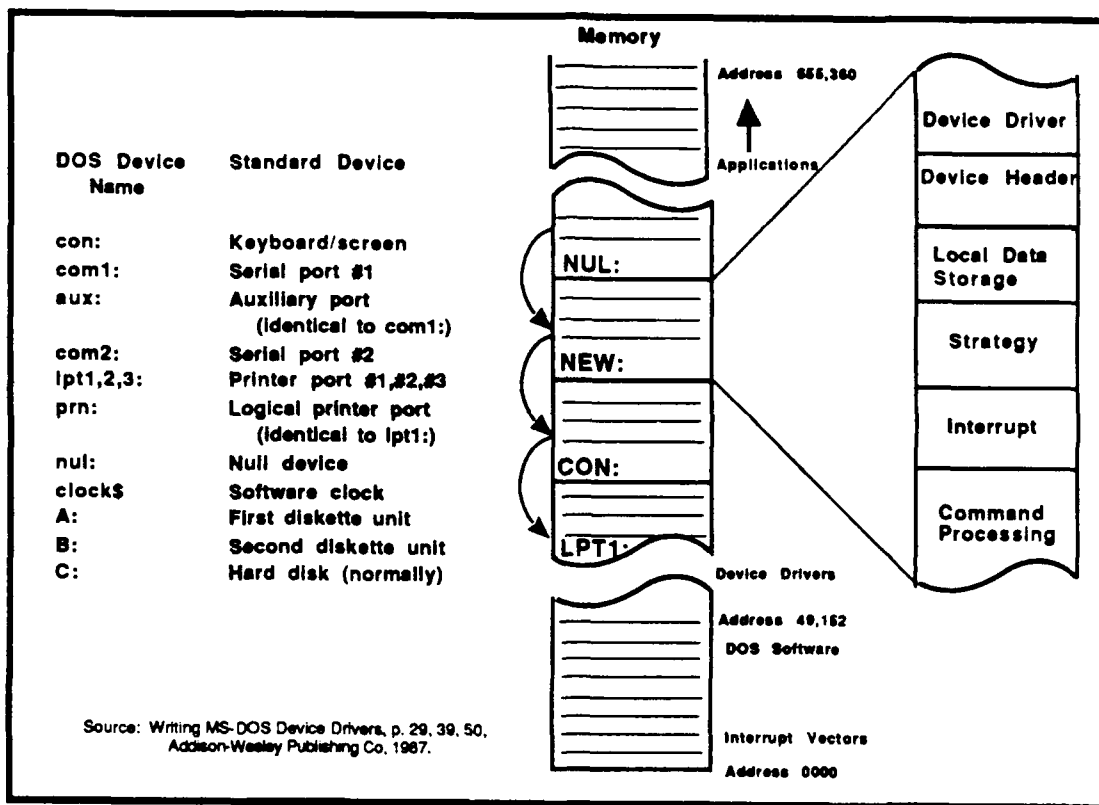 DOS Device
Name
Standard Device
con:
Keyboard/screen
com1:
Serial port #1
aux:
Auxiliary port
(identical to com1:)
com2:
Serial port #2
lpt1,2,3:
Printer port #1,#2,#3
prn:
Logical printer port
(identical to lpt1:)
nul:
Null device
clock$
Software clock
A:
First diskette unit
B:
Second diskette unit
C:
Hard disk (normally)
Source: Writing MS-DOS Device Drivers, p. 29, 39, 50,
Addison-Wesley Publishing Co, 1987.
Memory
Address 655,360
Applications
NUL:
NEW:
CON:
LPT1:
Device Drivers
Address 49,152
DOS Software
Interrupt Vectors
Address 0000
Device Driver
Device Header
Local Data
Storage
Strategy
Interrupt
Command
Processing